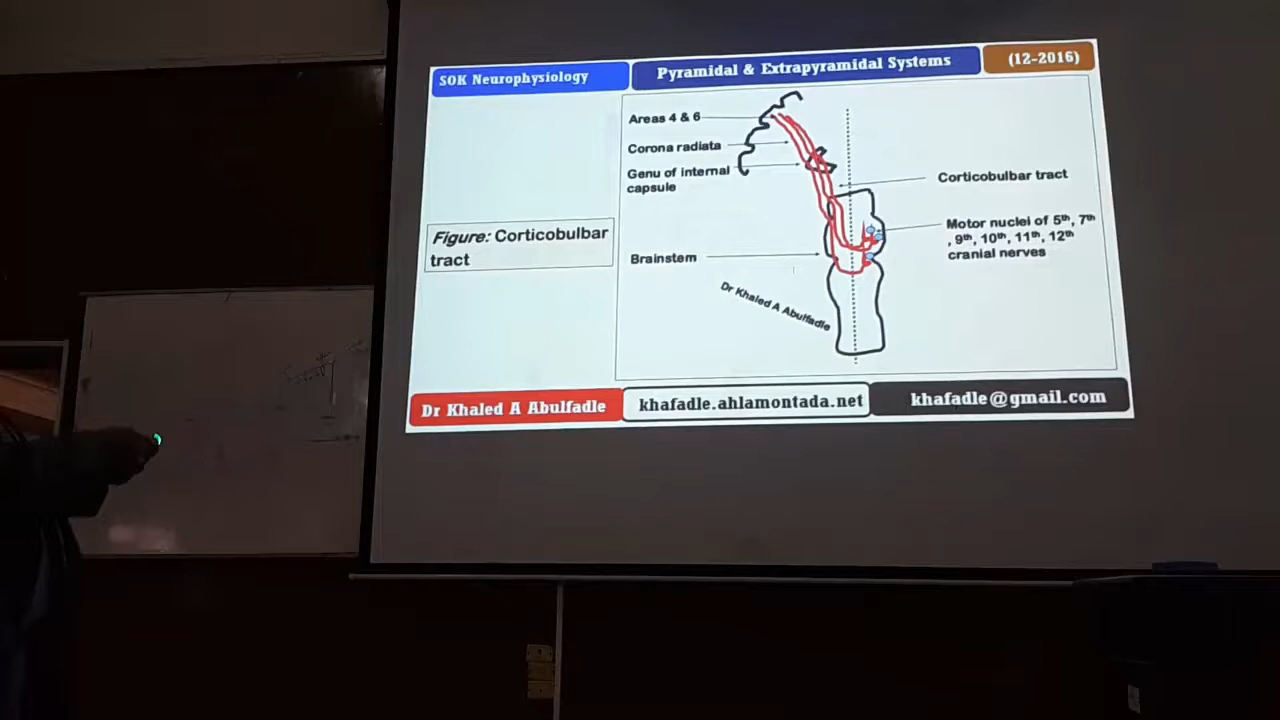 SOK Neurophysiology
Pyramidal & Extrapyramidal Systems
(12-2016)
Areas 4 & 6
Corona radiata
Genu of internal
capsule
Corticobulbar tract
Motor nuclei of 5th, 7th
, 9th, 10th, 11th, 12th
cranial nerves
Figure: Corticobulbar
tract
Brainstem
Dr Khaled A Abulfadle
Dr Khaled A Abulfadle
khafadle.ahlamontada.net
khafadle@gmail.com